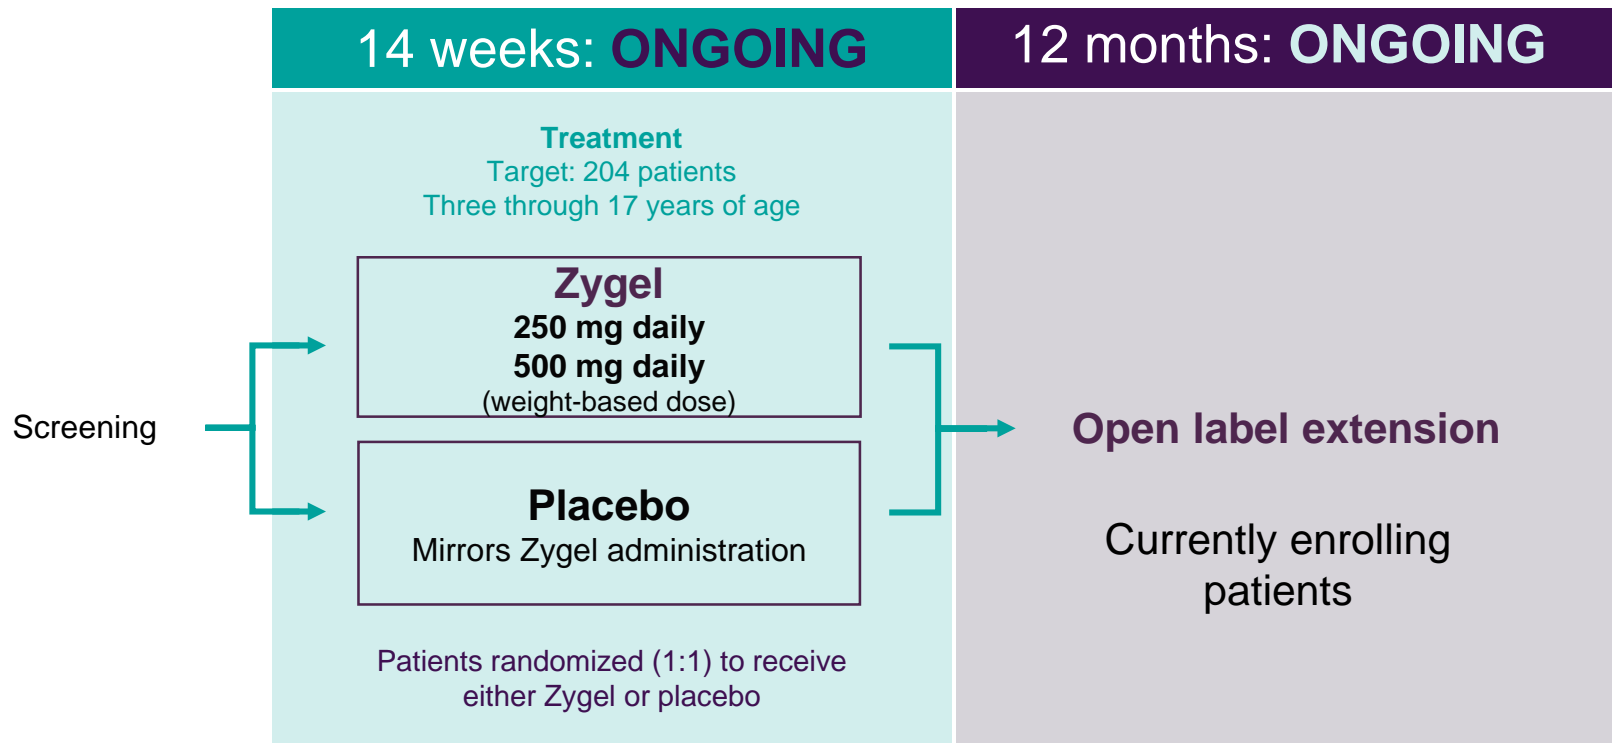 14 weeks: ONGOING
12 months: ONGOING
Treatment
Target: 204 patients
Three through 17 years of age
Zygel
250 mg daily
500 mg daily
(weight-based dose)
Screening
Placebo
Mirrors Zygel administration
Patients randomized (1:1) to receive
either Zygel or placebo
Open label extension
Currently enrolling
patients